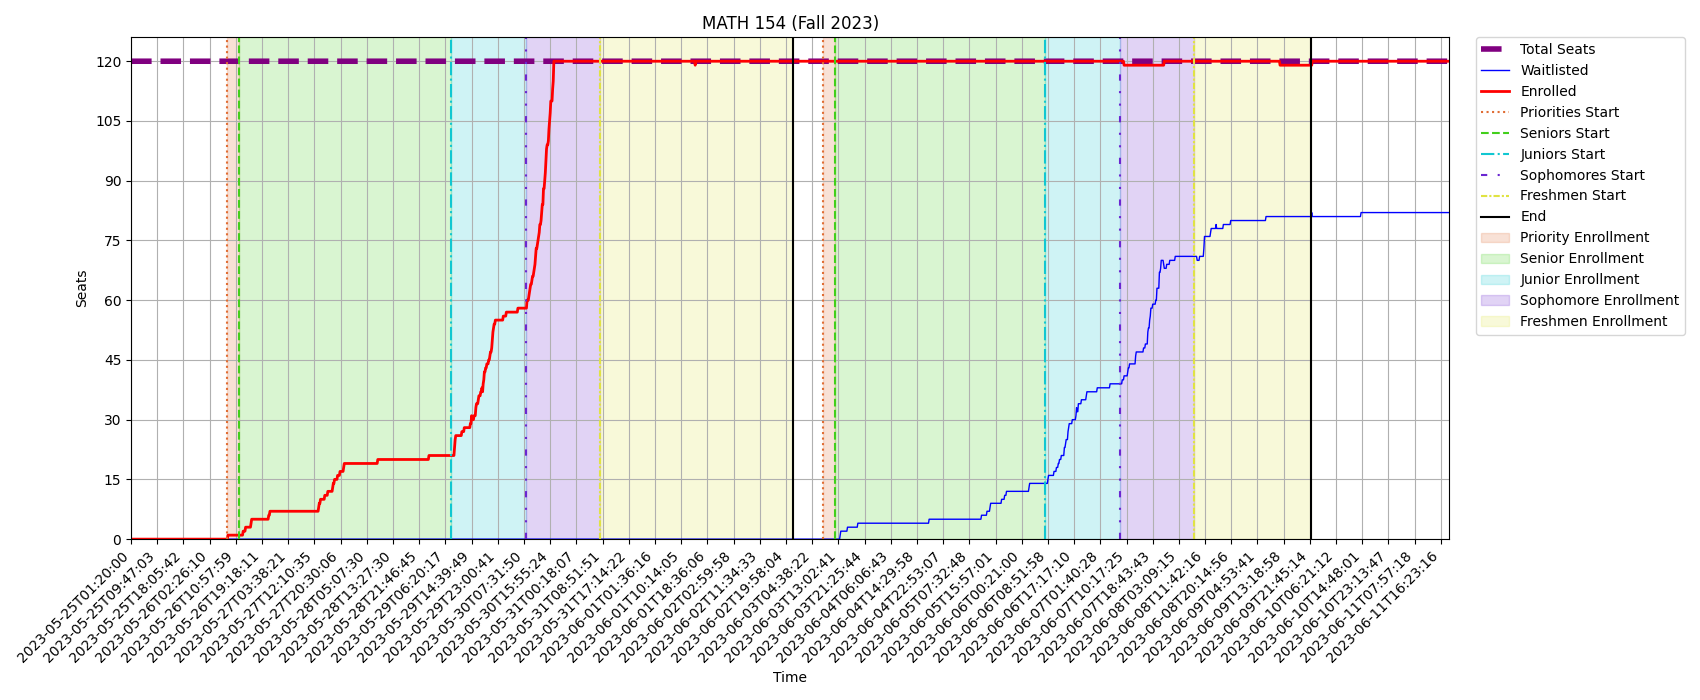 MATH 154 (Fall 2023)
Seats
120
105
90
75
60
45
30
15
0
2023-05-25T01:20:00
2023-05-25T09:47:03
2023-05-25T18:05:42
2023-05-26T02:26:10
2023-05-26T10:57:59
2023-05-26T19:18:11
2023-05-27T03:38:21
2023-05-27T12:10:35
2023-05-27T20:30:06
2023-05-28T05:07:30
2023-05-28T13:27:30
2023-05-28T21:46:45
2023-05-29T06:20:17
2023-05-29T14:39:49
2023-05-29T23:00:41
2023-05-30T07:31:50
2023-05-30T15:55:24
2023-05-31T00:18:07
2023-05-31T08:51:51
2023-05-31T17:14:22
2023-06-01T01:36:16
2023-06-01T10:14:05
2023-06-01T18:36:06
2023-06-02T02:59:58
2023-06-02T11:34:33
2023-06-02T19:58:04
2023-06-03T04:38:22
2023-06-03T13:02:41
2023-06-03T21:25:44
2023-06-04T06:06:43
2023-06-04T14:29:58
2023-06-04T22:53:07
2023-06-05T07:32:48
2023-06-05T15:57:01
2023-06-06T00:21:00
2023-06-06T08:51:58
2023-06-06T17:17:10
2023-06-07T01:40:28
2023-06-07T10:17:25
2023-06-07T18:43:43
2023-06-08T03:09:15
2023-06-08T11:42:16
2023-06-08T20:14:56
2023-06-09T04:53:41
2023-06-09T13:18:58
2023-06-09T21:45:14
2023-06-10T06:21:12
2023-06-10T14:48:01
2023-06-10T23:13:47
2023-06-11T07:57:18
2023-06-11T16:23:16
Time
Total Seats
Waitlisted
Enrolled
Priorities Start
Seniors Start
Juniors Start
Sophomores Start
Freshmen Start
End
Priority Enrollment
Senior Enrollment
Junior Enrollment
Sophomore Enrollment
Freshmen Enrollment